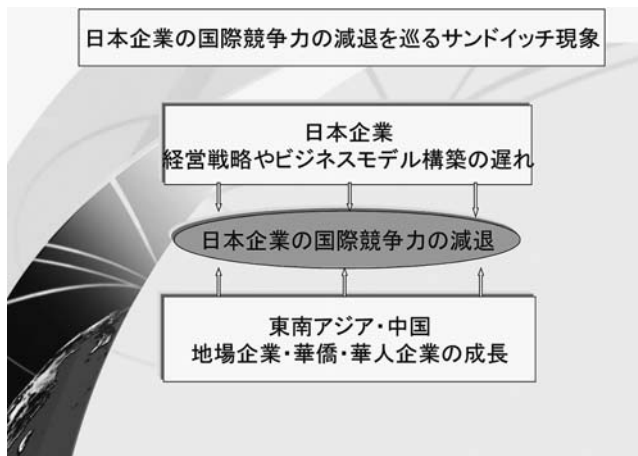 日本企業の国際競争力の減退を巡るサンドイッチ現象
日本企業
経営戦略やビジネスモデル構築の遅れ
日本企業の国際競争力の減退
東南アジア・中国
地場企業・華僑・華人企業の成長